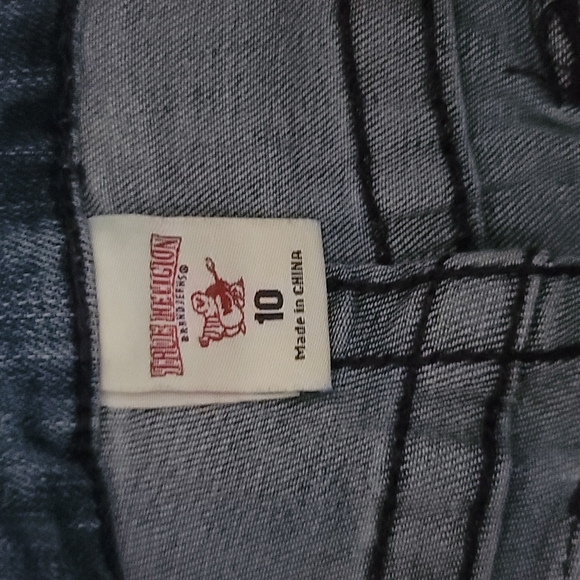 TRUE RELIGION
BRAND JEANS®
10
Made in CHINA